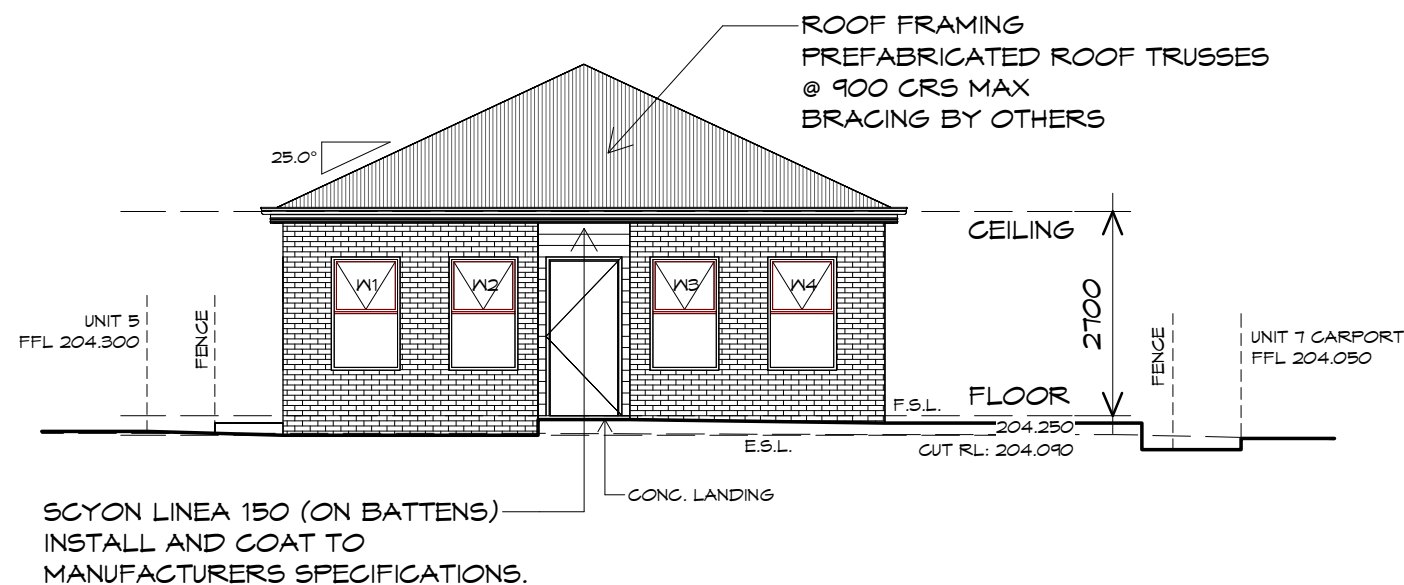 ROOF FRAMING
PREFABRICATED ROOF TRUSSES
@ 900 CRS MAX
BRACING BY OTHERS
25.0°
CEILING
W1
W2
W3
W4
2700
UNIT 5
FFL 204.300
FENCE
FENCE
UNIT 7 CARPORT
FFL 204.050
F.S.L.
FLOOR
204.250
E.S.L.
CUT RL: 204.090
CONC. LANDING
SCYON LINEA 150 (ON BATTENS)
INSTALL AND COAT TO
MANUFACTURERS SPECIFICATIONS.